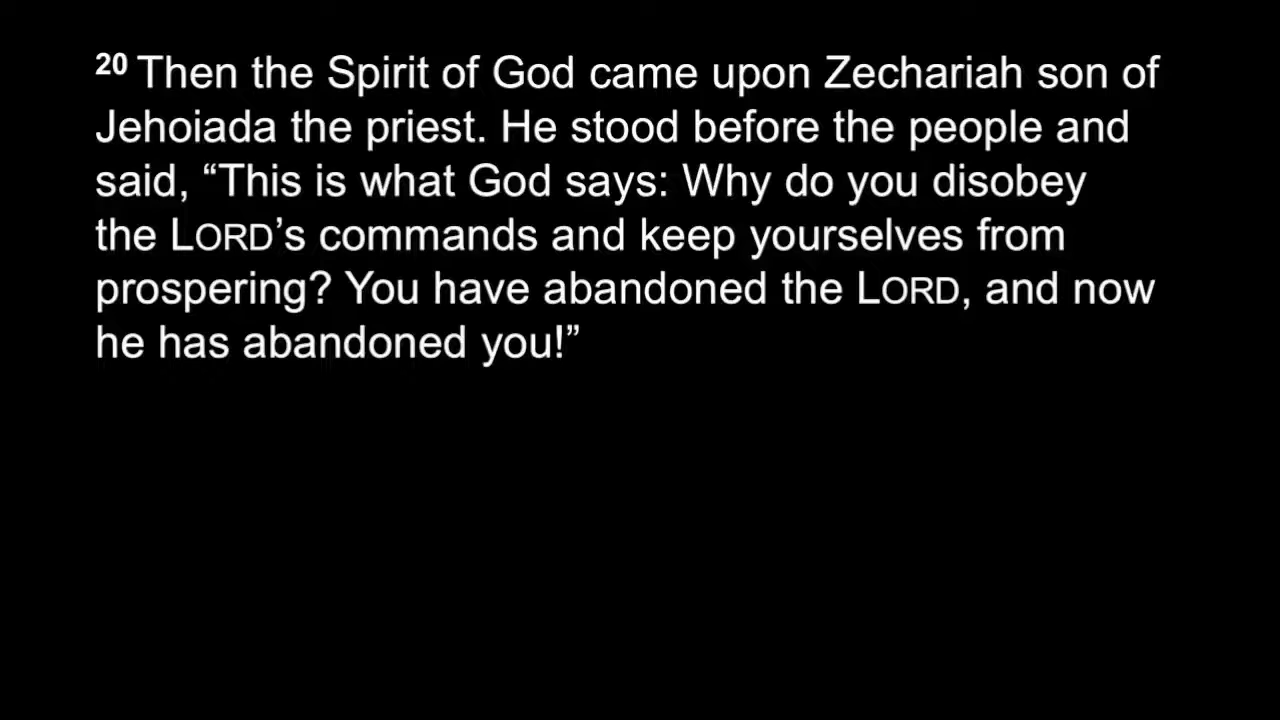 20 Then the Spirit of God came upon Zechariah son of
Jehoiada the priest. He stood before the people and
said, “This is what God says: Why do you disobey
the LORD’s commands and keep yourselves from
prospering? You have abandoned the LORD, and now
he has abandoned you!”